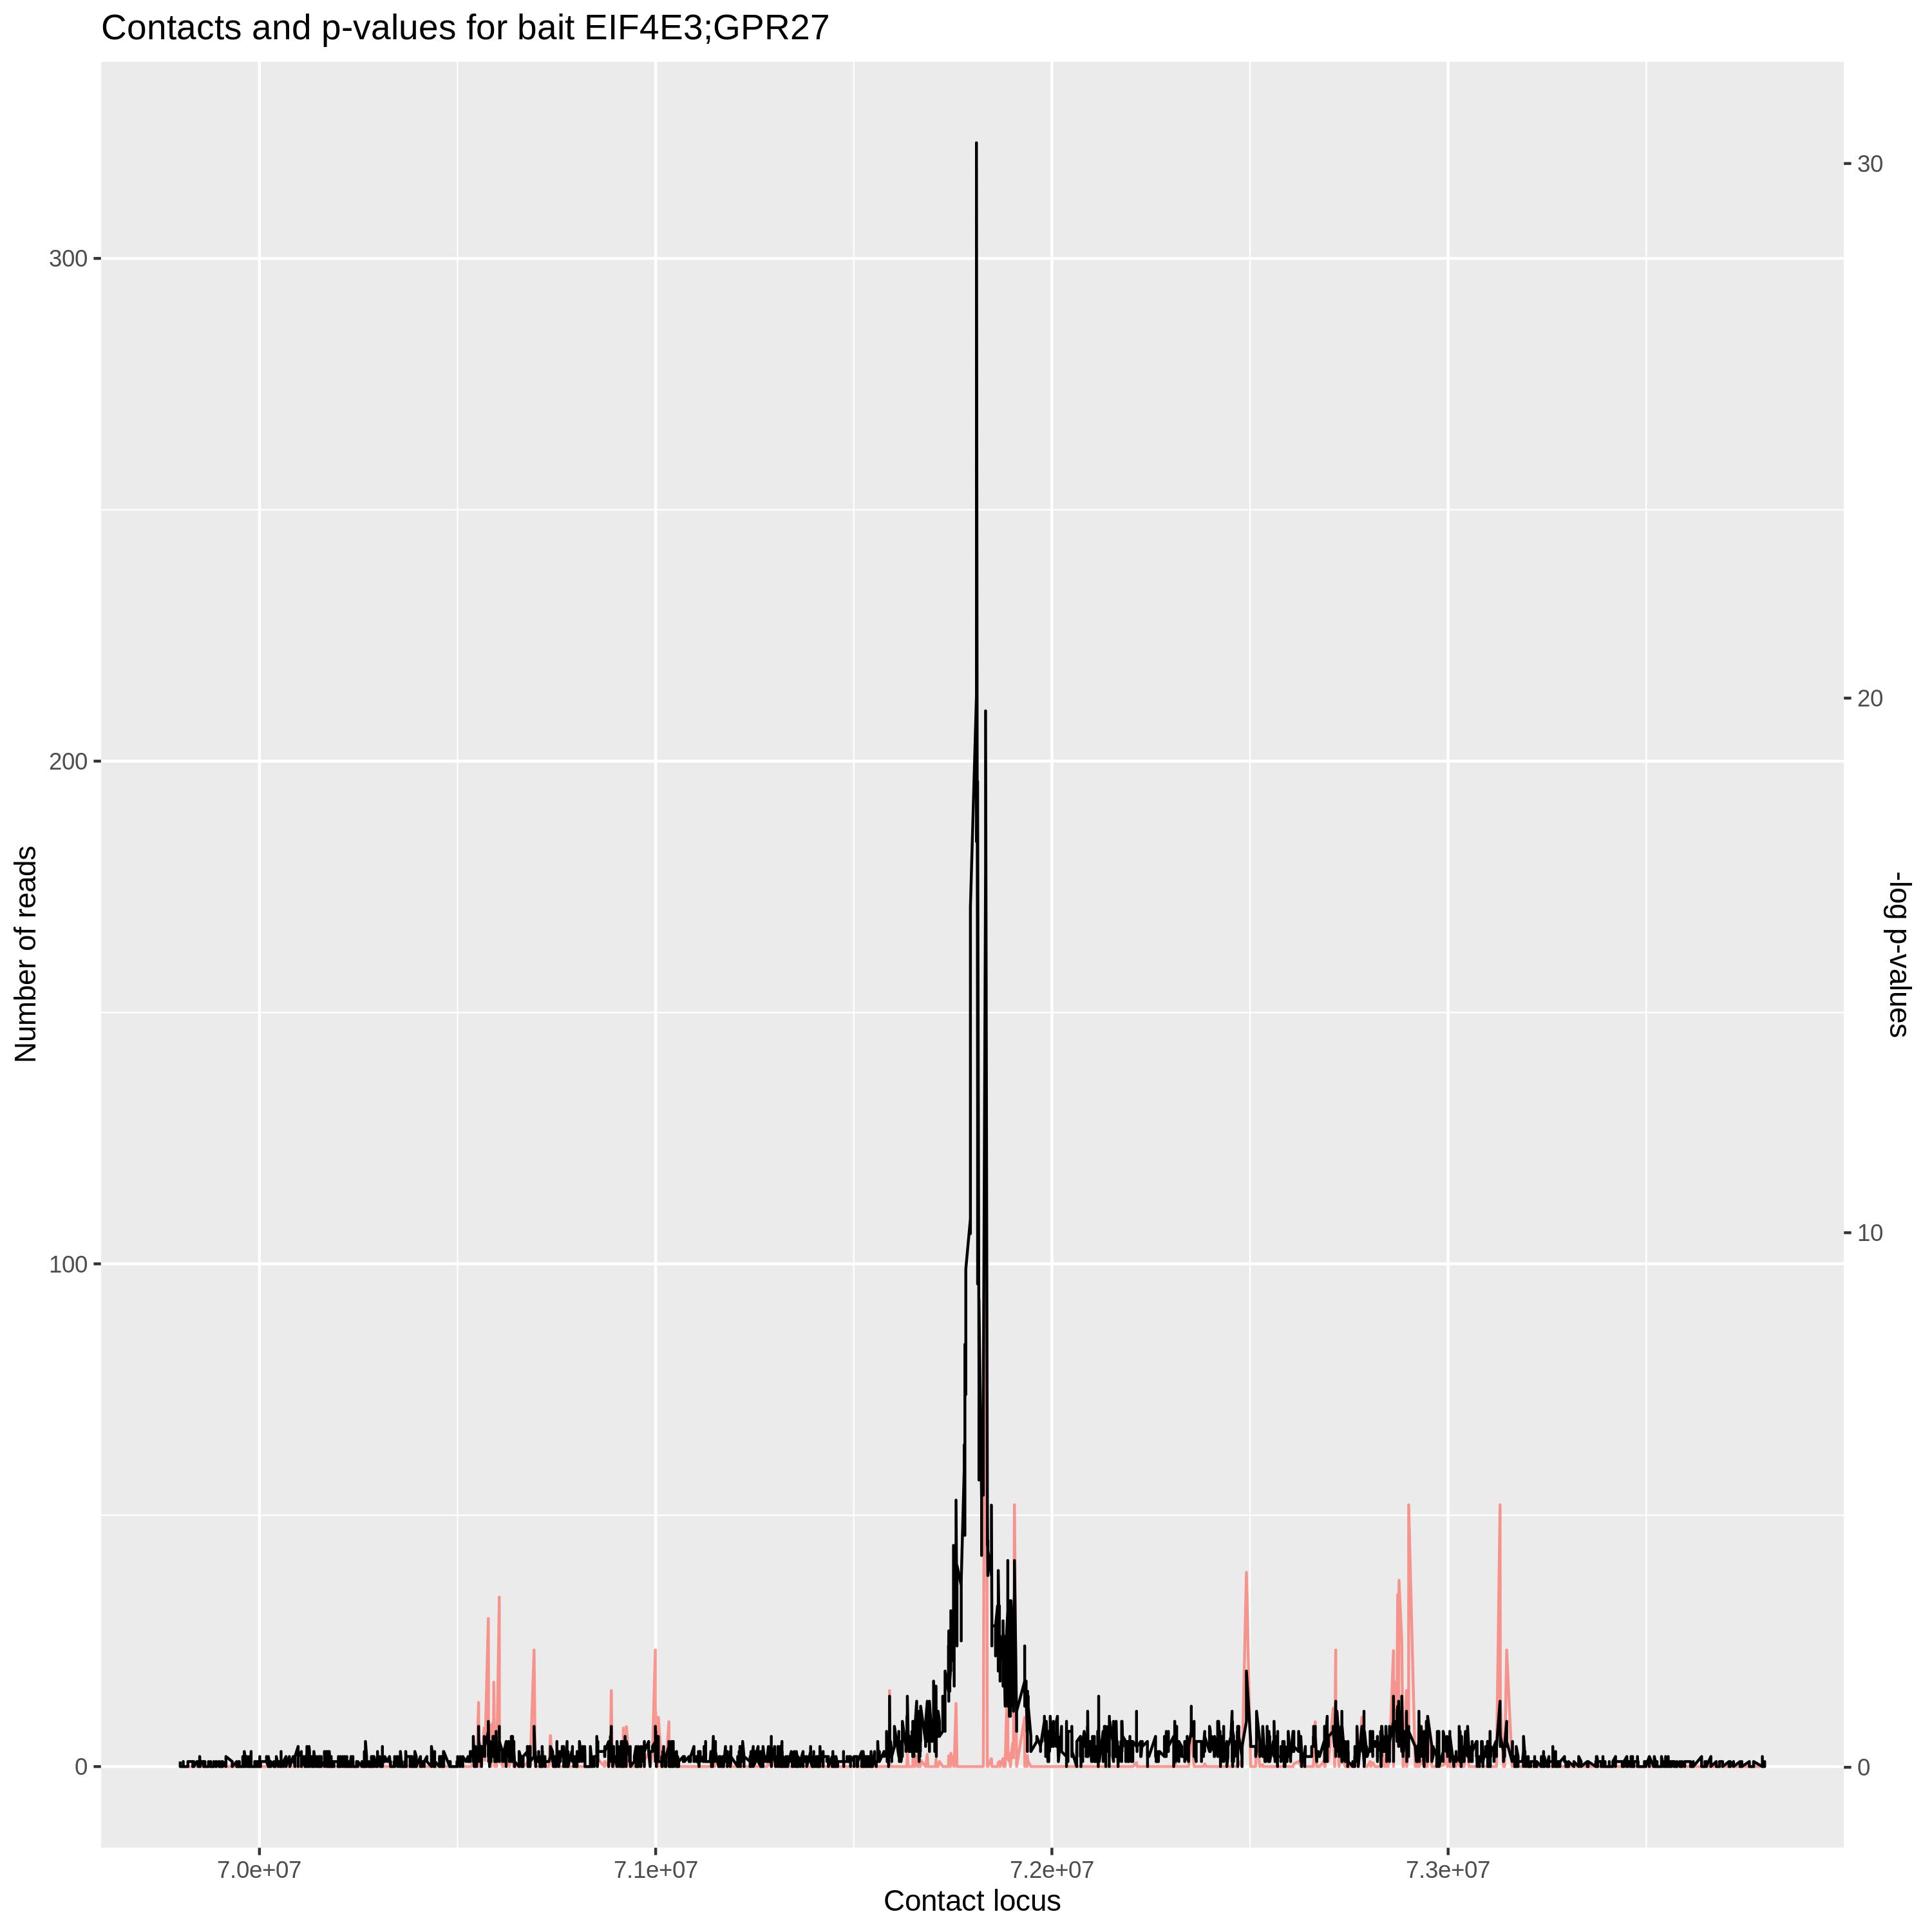 Contacts and p-values for bait EIF4E3;GPR27
Number of reads
300
200
100
0
30
20
10
0
-log p-values
7.0e+07
7.1e+07
7.2e+07
7.3e+07
Contact locus